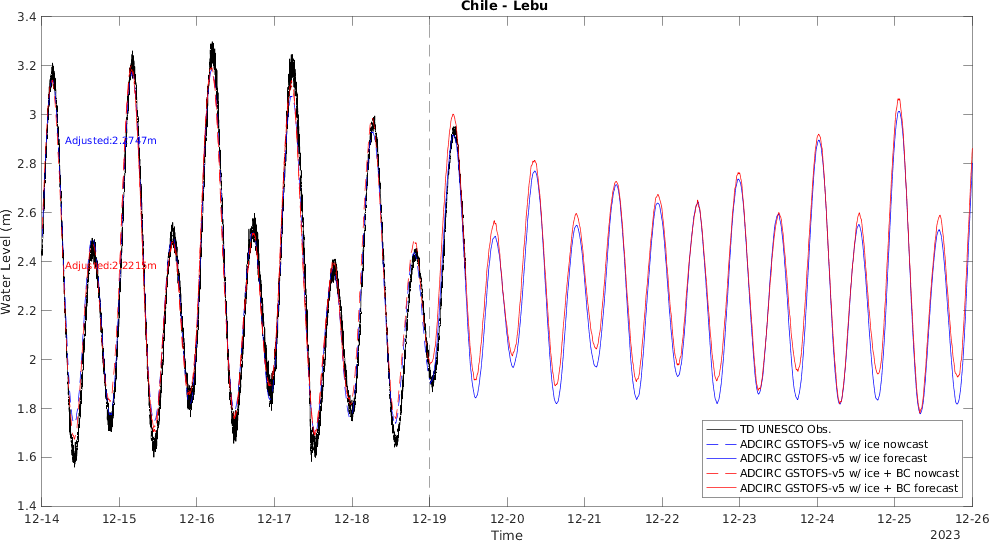 Chile - Lebu
Water Level (m)
3.4
3.2
3
2.8
2.6
2.4
2.2
2
1.8
1.6
1.4
Adjusted:2.2747m
Adjusted:2.2215m
TD UNESCO Obs.
ADCIRC GSTOFS-v5 w/ ice nowcast
ADCIRC GSTOFS-v5 w/ ice forecast
ADCIRC GSTOFS-v5 w/ ice + BC nowcast
ADCIRC GSTOFS-v5 w/ ice + BC forecast
12-14 12-15 12-16 12-17 12-18 12-19 12-20 12-21 12-22 12-23 12-24 12-25 12-26
Time
2023